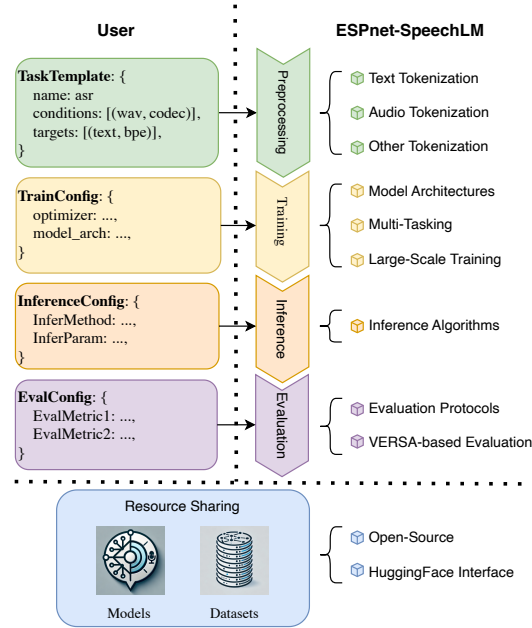 User
ESPnet-SpeechLM
TaskTemplate: {
name: asr
conditions: [(wav, codec)],
targets: [(text, bpe)],
}
Preprocessing
Text Tokenization
Audio Tokenization
Other Tokenization
TrainConfig: {
optimizer: ...,
model_arch: ...,
}
Training
Model Architectures
Multi-Tasking
Large-Scale Training
InferenceConfig: {
InferMethod: ...,
InferParam: ...,
}
Inference
Inference Algorithms
EvalConfig: {
EvalMetric1: ...,
EvalMetric2: ...,
}
Evaluation
Evaluation Protocols
VERSA-based Evaluation
Resource Sharing
Models
Datasets
Open-Source
HuggingFace Interface